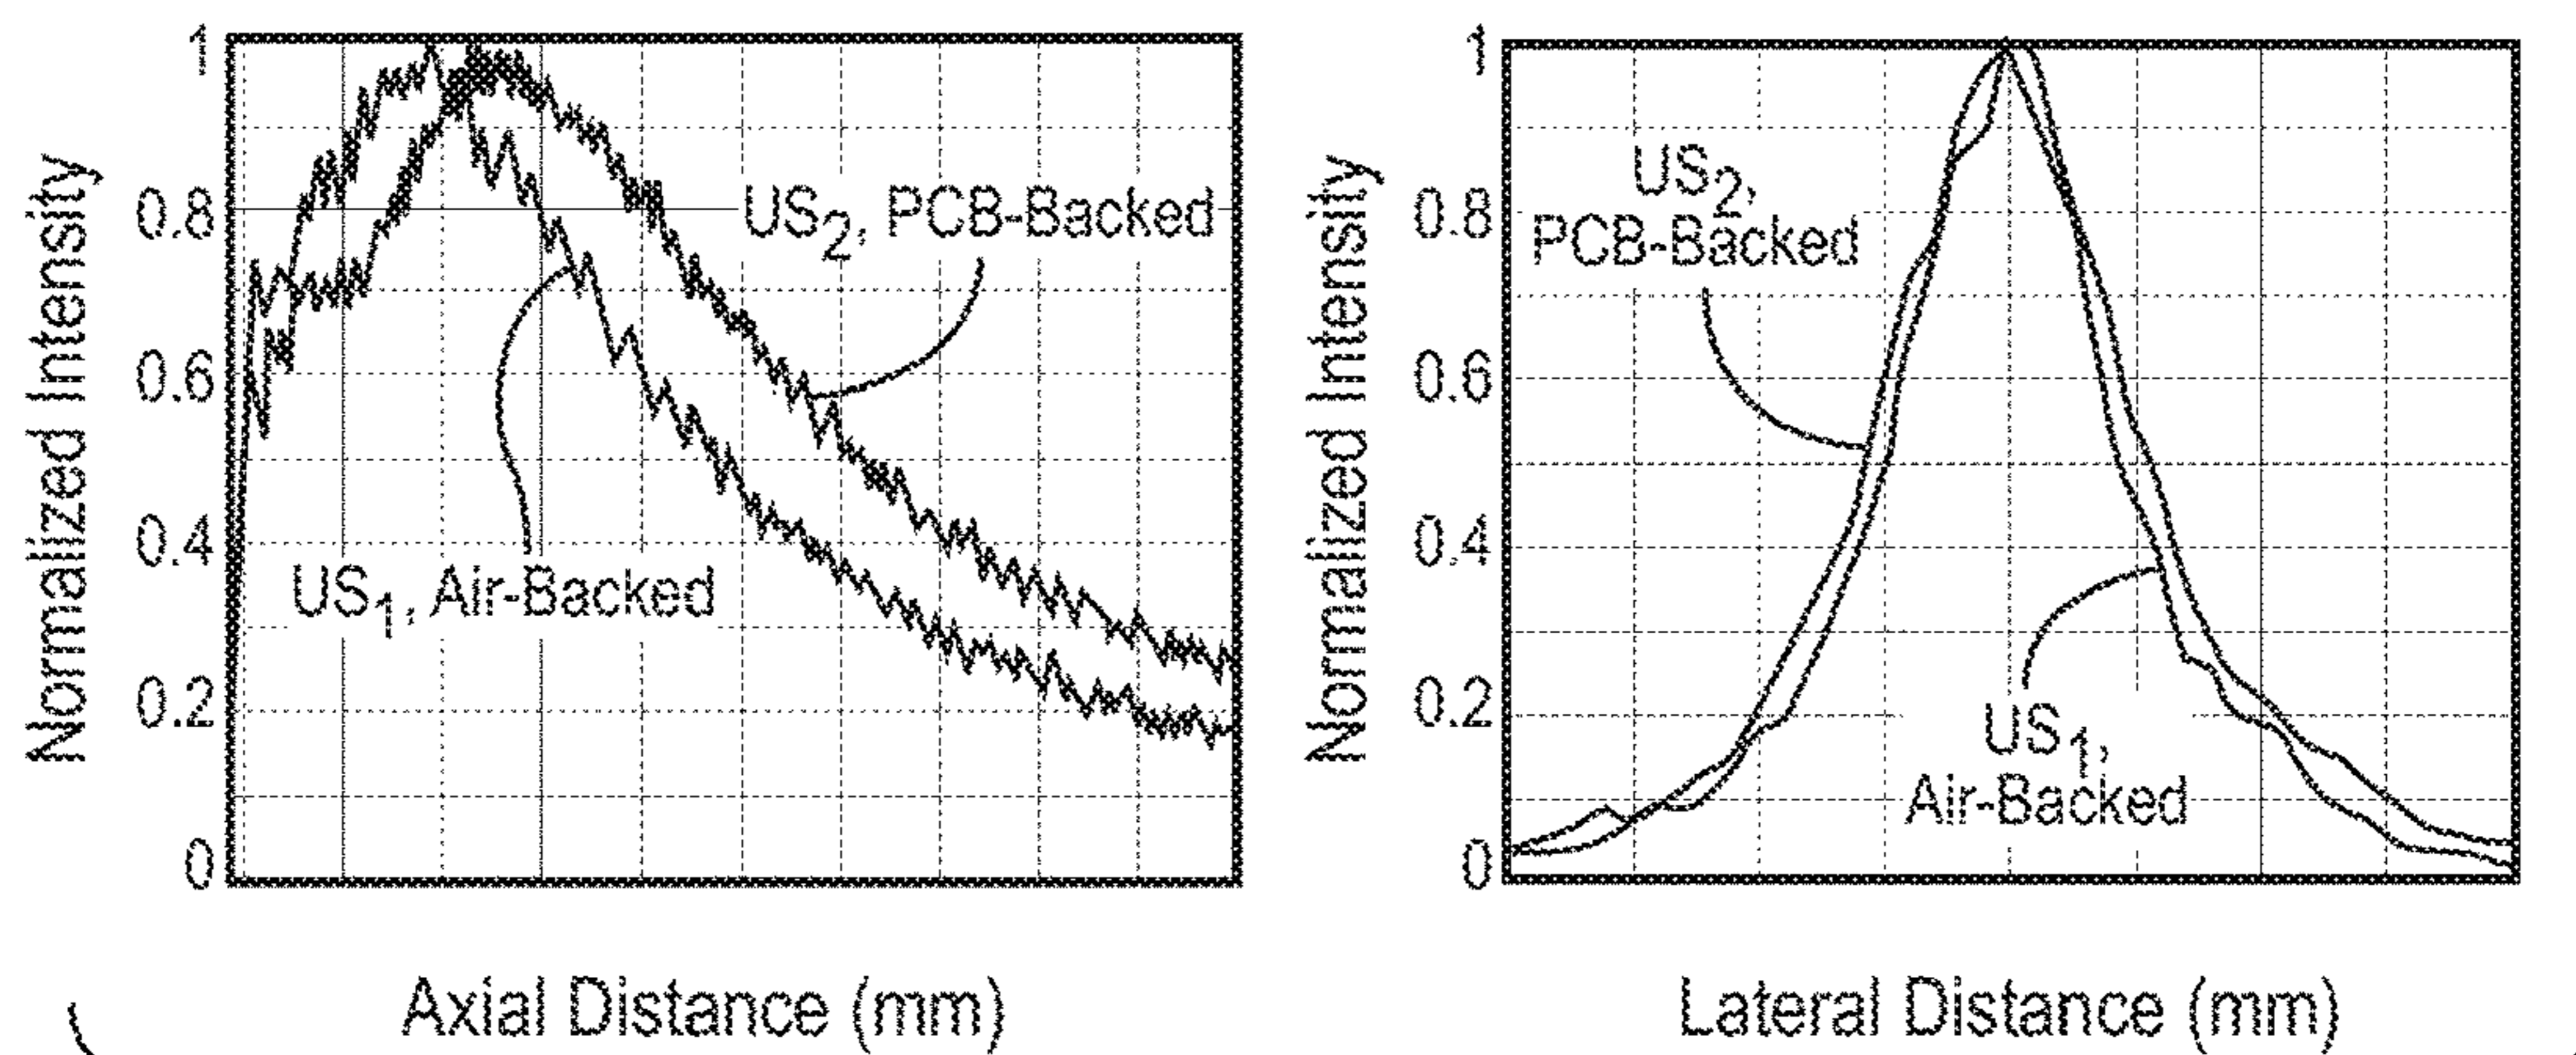 Normalized Intensity
1
0.8
0.6
0.4
0.2
0
US2, PCB-Backed
US1, Air-Backed
Axial Distance (mm)
Normalized Intensity
1
0.8
0.6
0.4
0.2
0
US2,
PCB-Backed
US1,
Air-Backed
Lateral Distance (mm)